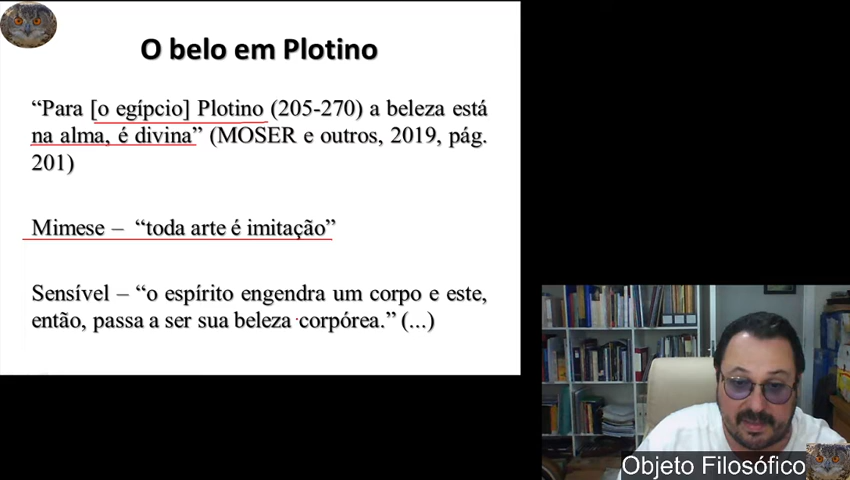 O belo em Plotino
“Para [o egípcio] Plotino (205-270) a beleza está
na alma, é divina” (MOSER e outros, 2019, pág.
201)
Mimese – “toda arte é imitação”
Sensível – “o espírito engendra um corpo e este,
então, passa a ser sua beleza corpórea.” (...)
Objeto Filosófico